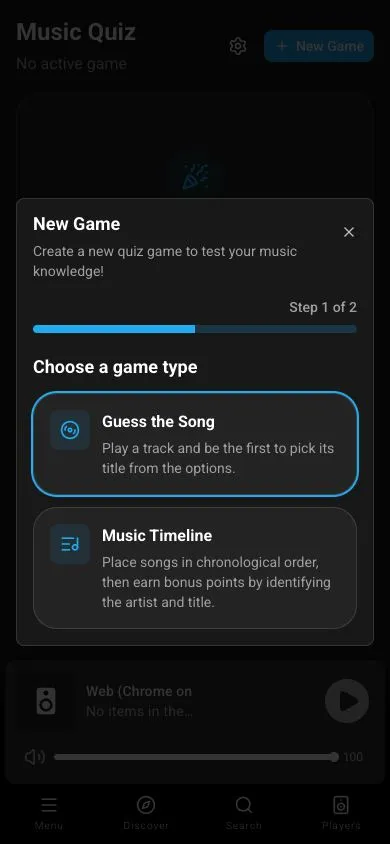 Music Quiz
No active game
New Game
New Game
Create a new quiz game to test your music
knowledge!
Step 1 of 2
Choose a game type
Guess the Song
Play a track and be the first to pick its
title from the options.
Music Timeline
Place songs in chronological order,
then earn bonus points by identifying
the artist and title.
Web (Chrome on
No items in the...
100
Menu
Discover
Search
Players